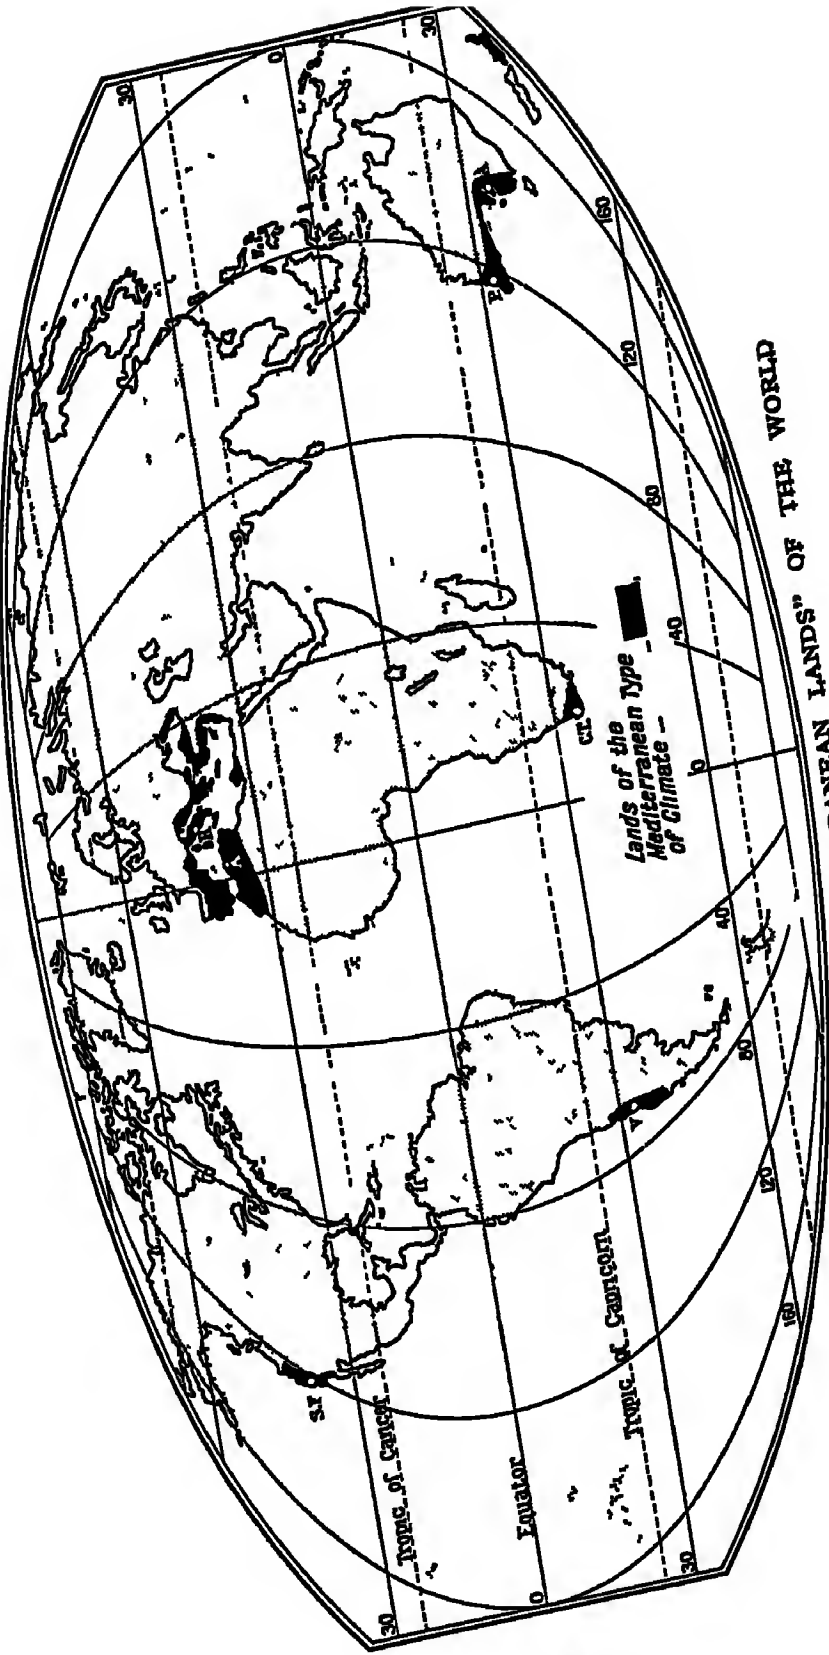 30
0
30
S.F
Tropic of Cancer
30
Equator
0
Tropic of Capricorn
30
V
C.T.
P
A
Lands of the
Mediterranean Type
of Climate –
160
120
80
40
0
40
80
120
160
LANDS" OF THE WORLD